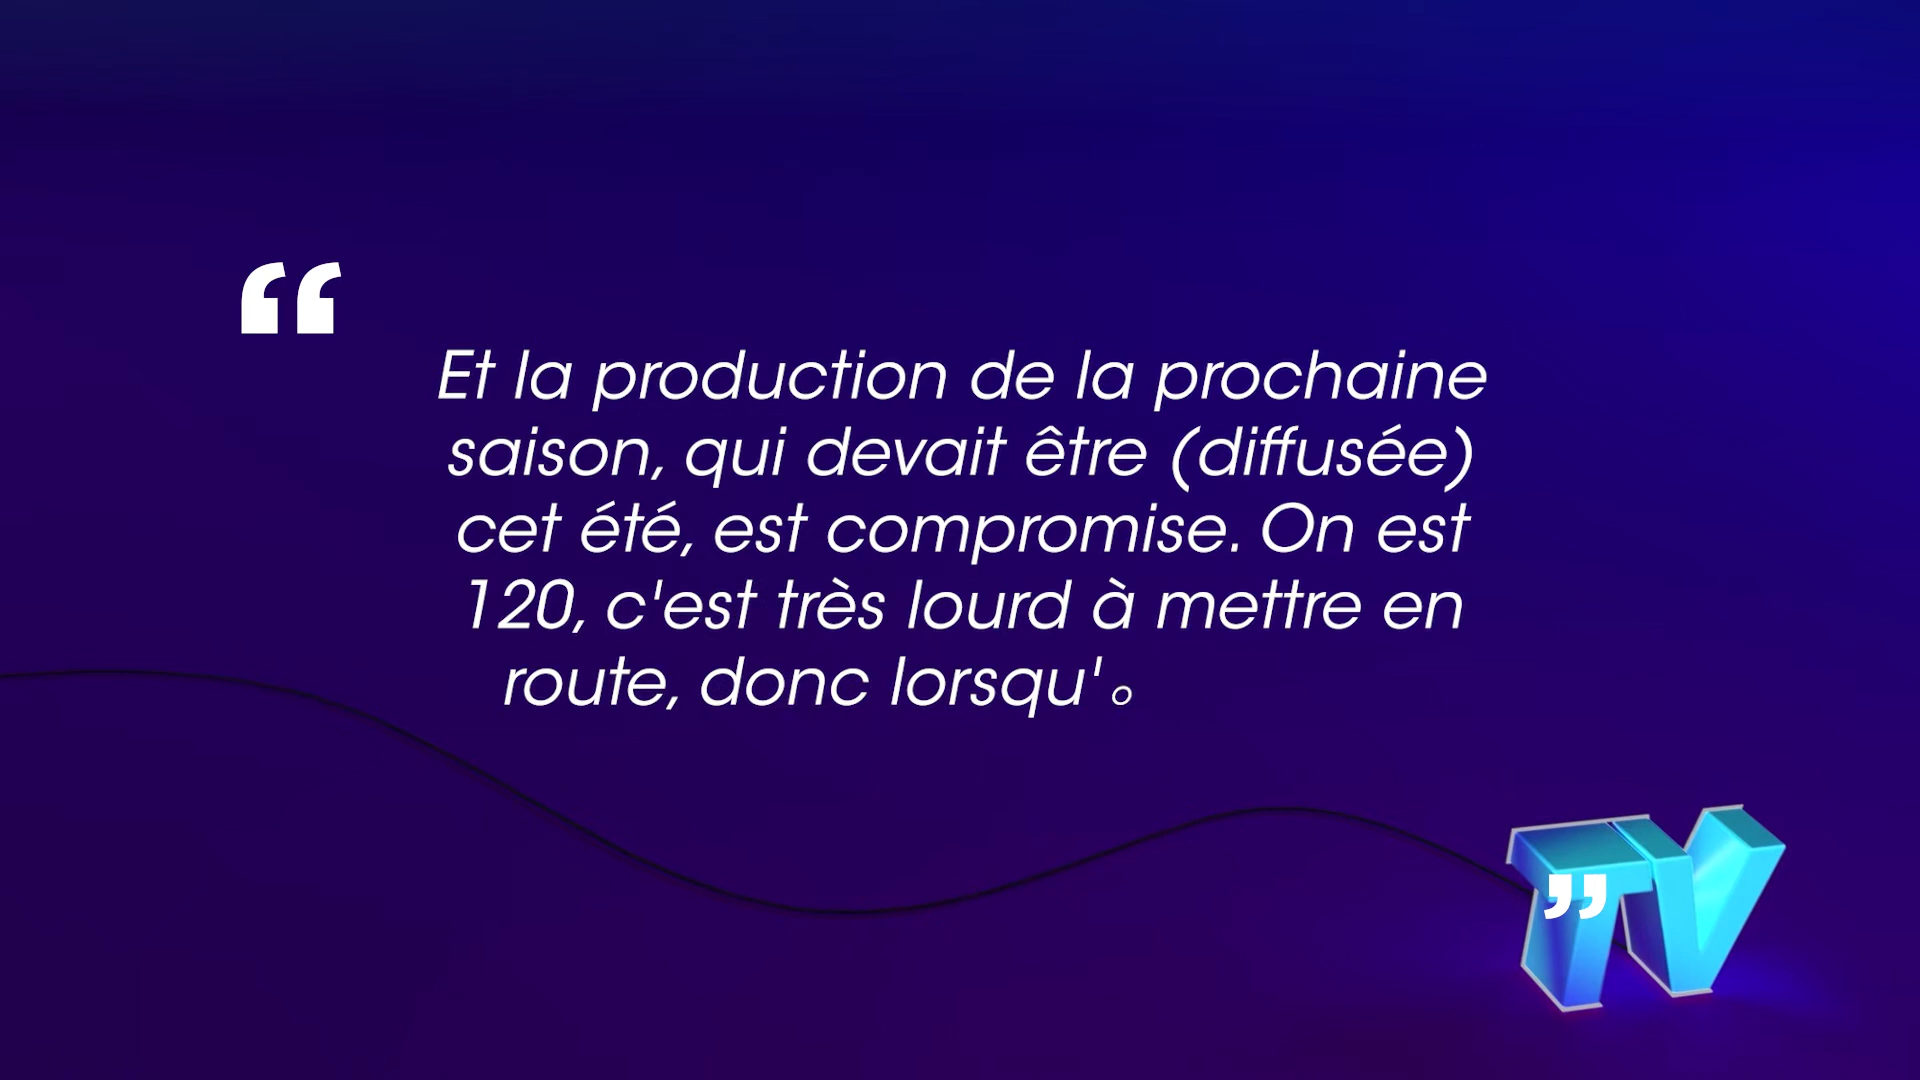 “
Et la production de la prochaine
saison, qui devait être (diffusée)
cet été, est compromise. On est
120, c'est très lourd à mettre en
route, donc lorsqu'o
”
TV